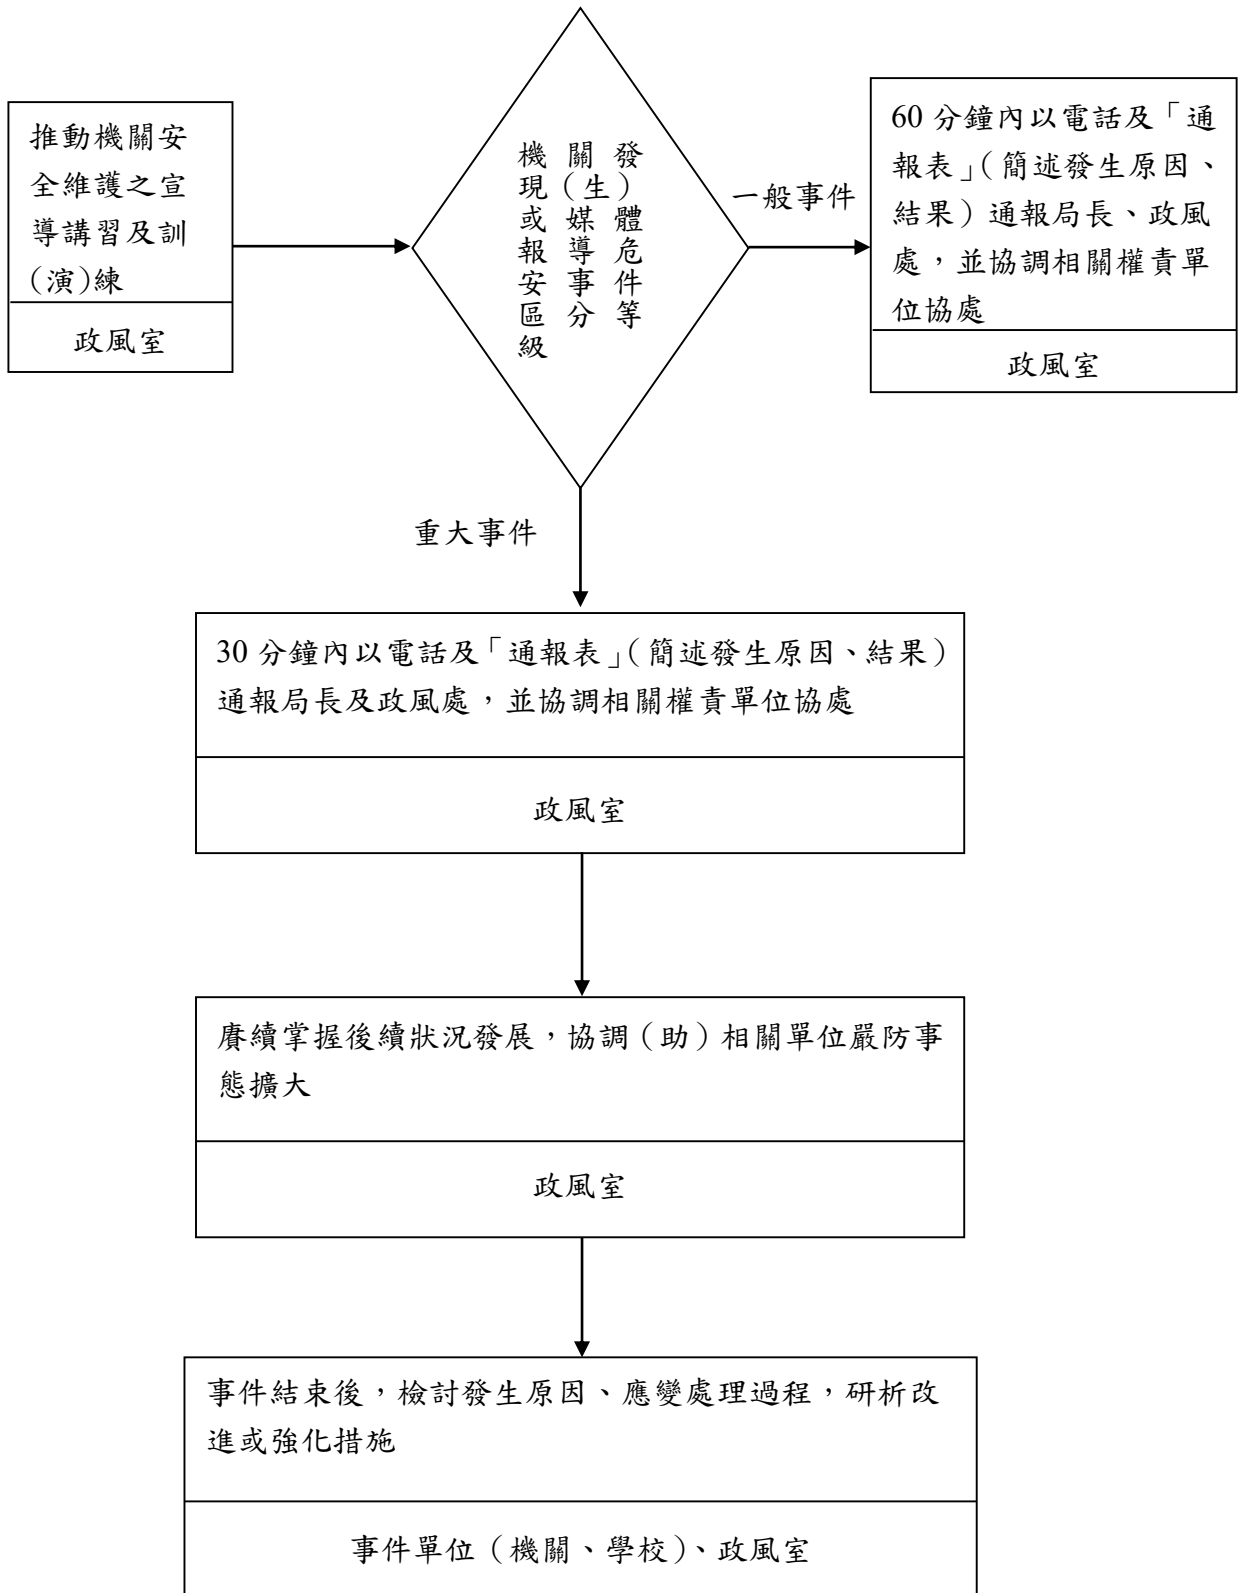 推動機關安
全維護之宣
導講習及訓
(演)練
政風室
機關發
現(生)
或媒體
報導危
安事件
區分等
級
一般事件
60 分鐘內以電話及「通
報表」(簡述發生原因、
結果)通報局長、政風
處，並協調相關權責單
位協處
政風室
重大事件
30 分鐘內以電話及「通報表」(簡述發生原因、結果)
通報局長及政風處，並協調相關權責單位協處
政風室
賡續掌握後續狀況發展，協調（助）相關單位嚴防事
態擴大
政風室
事件結束後，檢討發生原因、應變處理過程，研析改
進或強化措施
事件單位（機關、學校）、政風室